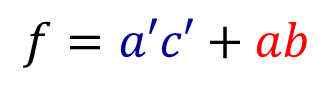 f = a′c′ + ab